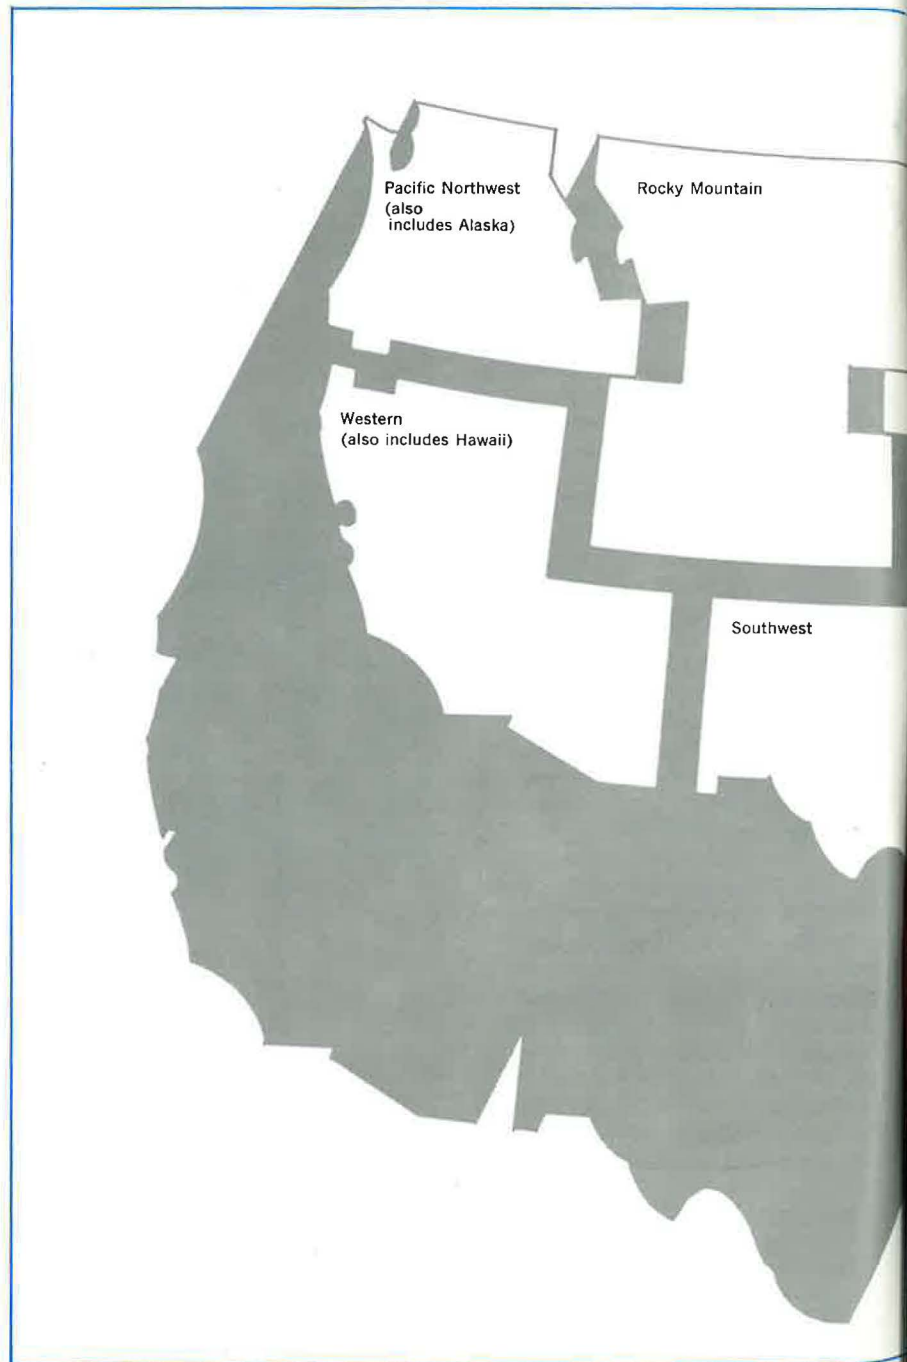 Pacific Northwest
(also
includes Alaska)
Rocky Mountain
Western
(also includes Hawaii)
Southwest